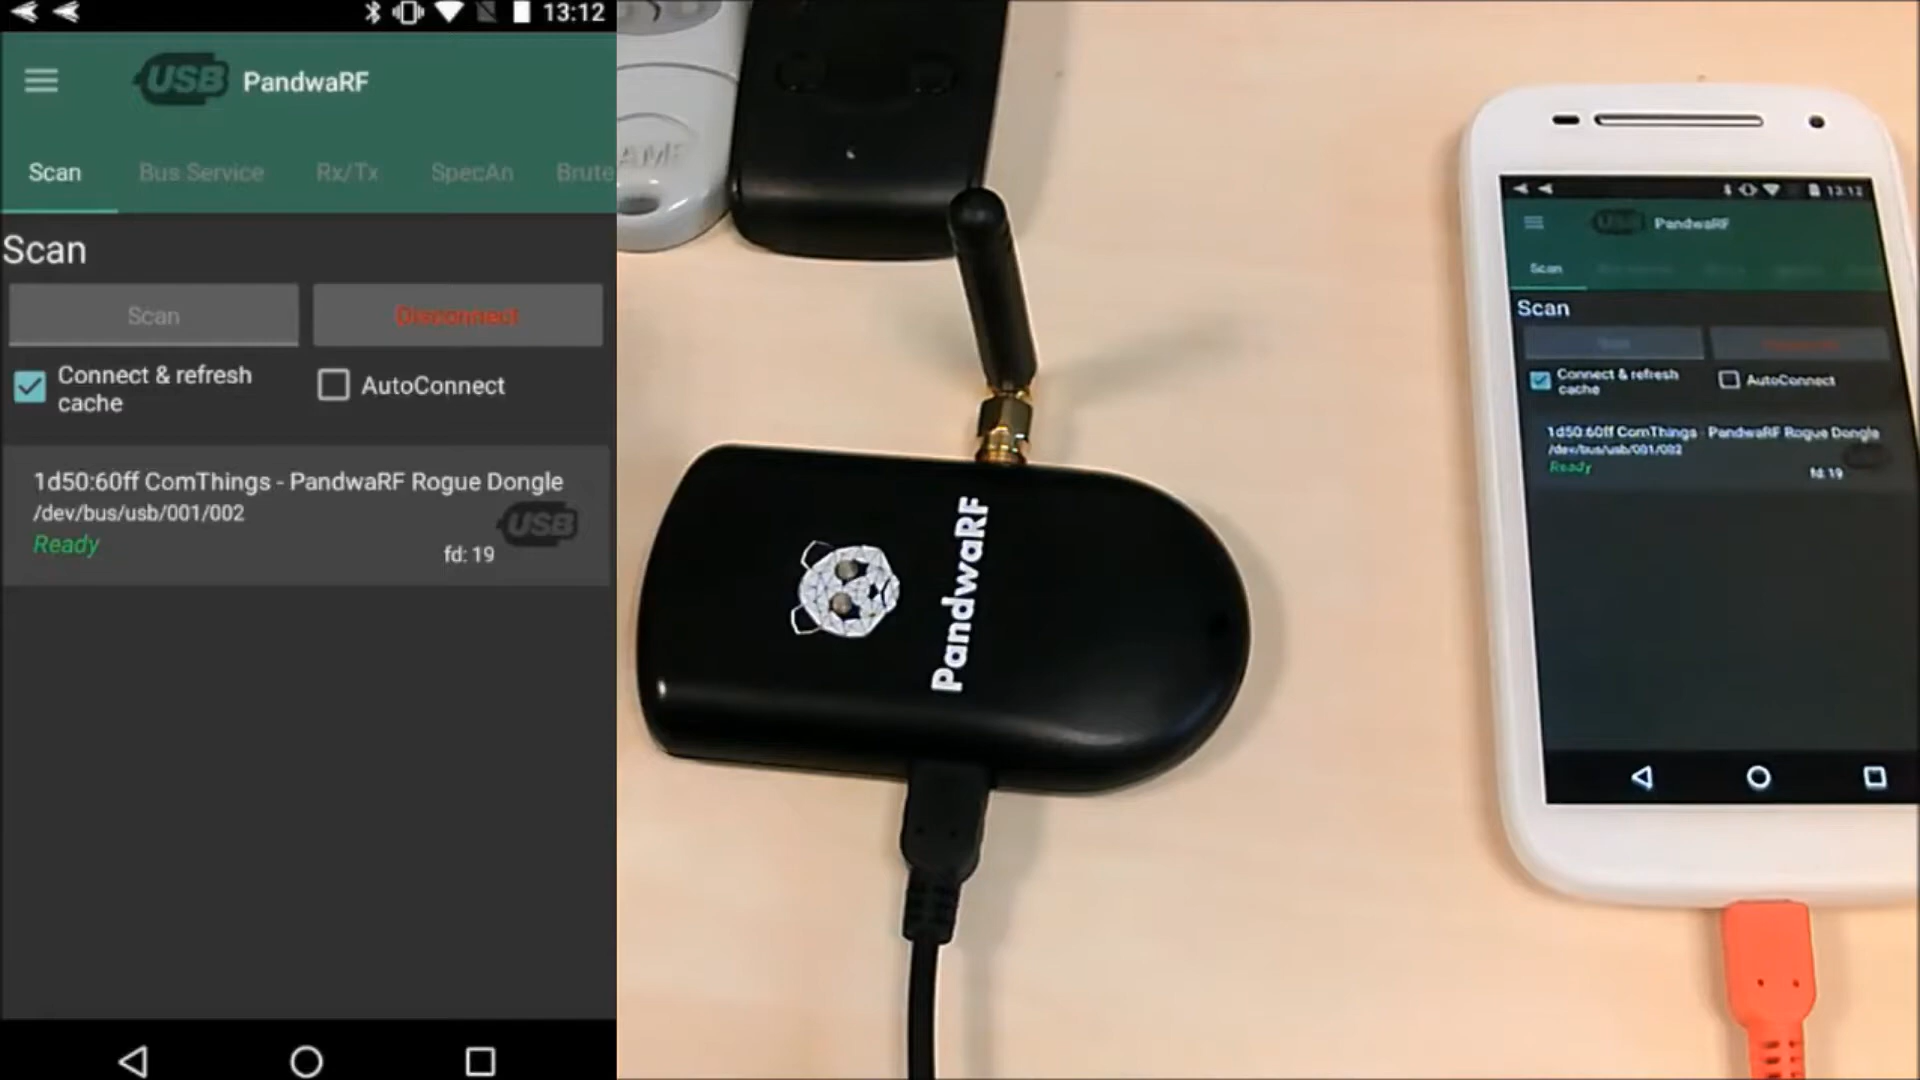 13:12
USB PandwaRF
Scan Bus Service Rx/Tx SpecAn Brute
Scan
Scan Disconnect
Connect & refresh
cache
AutoConnect
1d50:60ff ComThings - PandwaRF Rogue Dongle
/dev/bus/usb/001/002
USB
Ready
fd: 19
PandwaRF
13:12
USB PandwaRF
Scan
Scan
Connect & refresh
cache
AutoConnect
1d50:60ff ComThings - PandwaRF Rogue Dongle
/dev/bus/usb/001/002
Ready
fd: 19